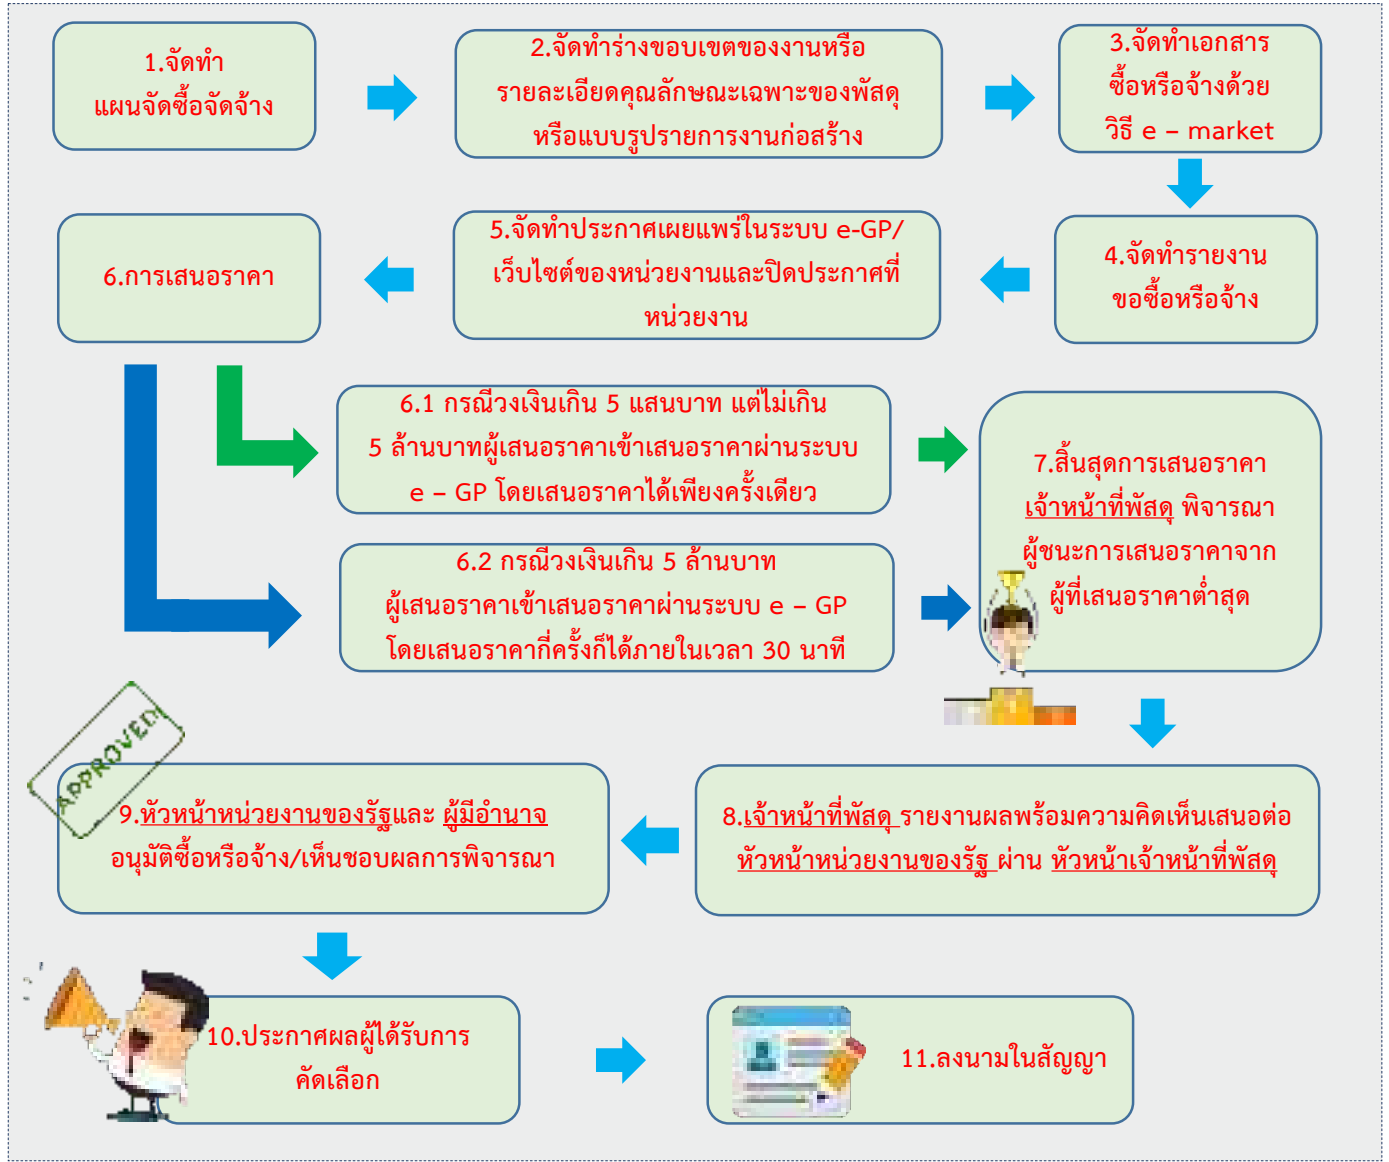 1.จัดทำ
แผนจัดซื้อจัดจ้าง
2.จัดทำร่างขอบเขตของงานหรือ
รายละเอียดคุณลักษณะเฉพาะของพัสดุ
หรือแบบรูปรายการงานก่อสร้าง
3.จัดทำเอกสาร
ซื้อหรือจ้างด้วย
วิธี e – market
4.จัดทำรายงาน
ขอซื้อหรือจ้าง
5.จัดทำประกาศเผยแพร่ในระบบ e-GP/
เว็บไซต์ของหน่วยงานและปิดประกาศที่
หน่วยงาน
6.การเสนอราคา
6.1 กรณีวงเงินเกิน 5 แสนบาท แต่ไม่เกิน
5 ล้านบาทผู้เสนอราคาเข้าเสนอราคาผ่านระบบ
e – GP โดยเสนอราคาได้เพียงครั้งเดียว
6.2 กรณีวงเงินเกิน 5 ล้านบาท
ผู้เสนอราคาเข้าเสนอราคาผ่านระบบ e – GP
โดยเสนอราคากี่ครั้งก็ได้ภายในเวลา 30 นาที
7.สิ้นสุดการเสนอราคา
เจ้าหน้าที่พัสดุ พิจารณา
ผู้ชนะการเสนอราคาจาก
ผู้ที่เสนอราคาต่ำสุด
8.เจ้าหน้าที่พัสดุ รายงานผลพร้อมความคิดเห็นเสนอต่อ
หัวหน้าหน่วยงานของรัฐ ผ่าน หัวหน้าเจ้าหน้าที่พัสดุ
APPROVED!
9.หัวหน้าหน่วยงานของรัฐและ ผู้มีอำนาจ
อนุมัติซื้อหรือจ้าง/เห็นชอบผลการพิจารณา
10.ประกาศผลผู้ได้รับการ
คัดเลือก
11.ลงนามในสัญญา